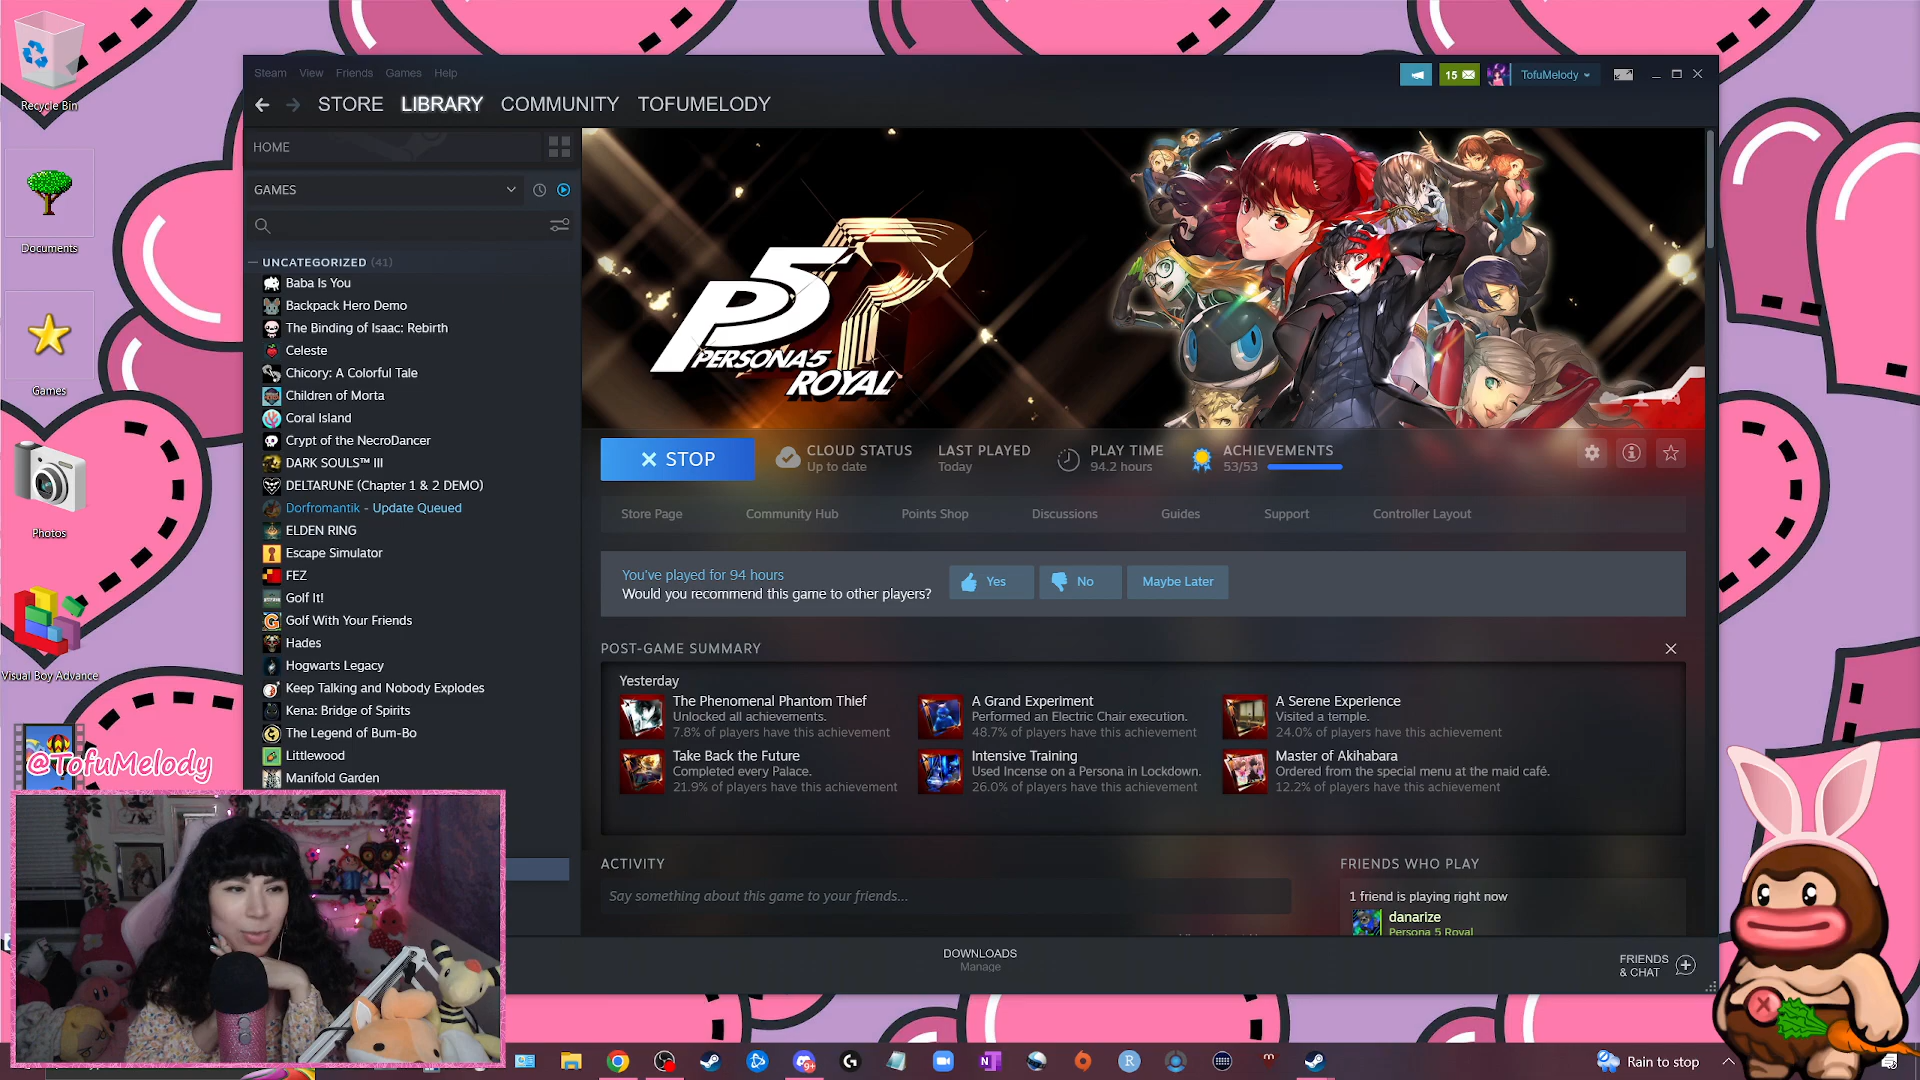 Recycle Bin
Documents
Games
Photos
Visual Boy Advance
@TofuMelody
Steam View Friends Games Help
15 TofuMelody
STORE LIBRARY COMMUNITY TOFUMELODY
HOME
GAMES
UNCATEGORIZED (41)
Baba Is You
Backpack Hero Demo
The Binding of Isaac: Rebirth
Celeste
Chicory: A Colorful Tale
Children of Morta
Coral Island
Crypt of the NecroDancer
DARK SOULS™ III
DELTARUNE (Chapter 1 & 2 DEMO)
Dorfromantik - Update Queued
ELDEN RING
Escape Simulator
FEZ
Golf It!
Golf With Your Friends
Hades
Hogwarts Legacy
Keep Talking and Nobody Explodes
Kena: Bridge of Spirits
The Legend of Bum-Bo
Littlewood
Manifold Garden
P5R
PERSONA5
ROYAL
STOP
CLOUD STATUS
Up to date
LAST PLAYED
Today
PLAY TIME
94.2 hours
ACHIEVEMENTS
53/53
Store Page Community Hub Points Shop Discussions Guides Support Controller Layout
You've played for 94 hours
Would you recommend this game to other players?
Yes No Maybe Later
POST-GAME SUMMARY
Yesterday
The Phenomenal Phantom Thief
Unlocked all achievements.
7.8% of players have this achievement
A Grand Experiment
Performed an Electric Chair execution.
48.7% of players have this achievement
A Serene Experience
Visited a temple.
24.0% of players have this achievement
Take Back the Future
Completed every Palace.
21.9% of players have this achievement
Intensive Training
Used Incense on a Persona in Lockdown.
26.0% of players have this achievement
Master of Akihabara
Ordered from the special menu at the maid café.
12.2% of players have this achievement
ACTIVITY
Say something about this game to your friends...
FRIENDS WHO PLAY
1 friend is playing right now
danarize
Persona 5 Royal
DOWNLOADS
Manage
FRIENDS
& CHAT
9+
Rain to stop